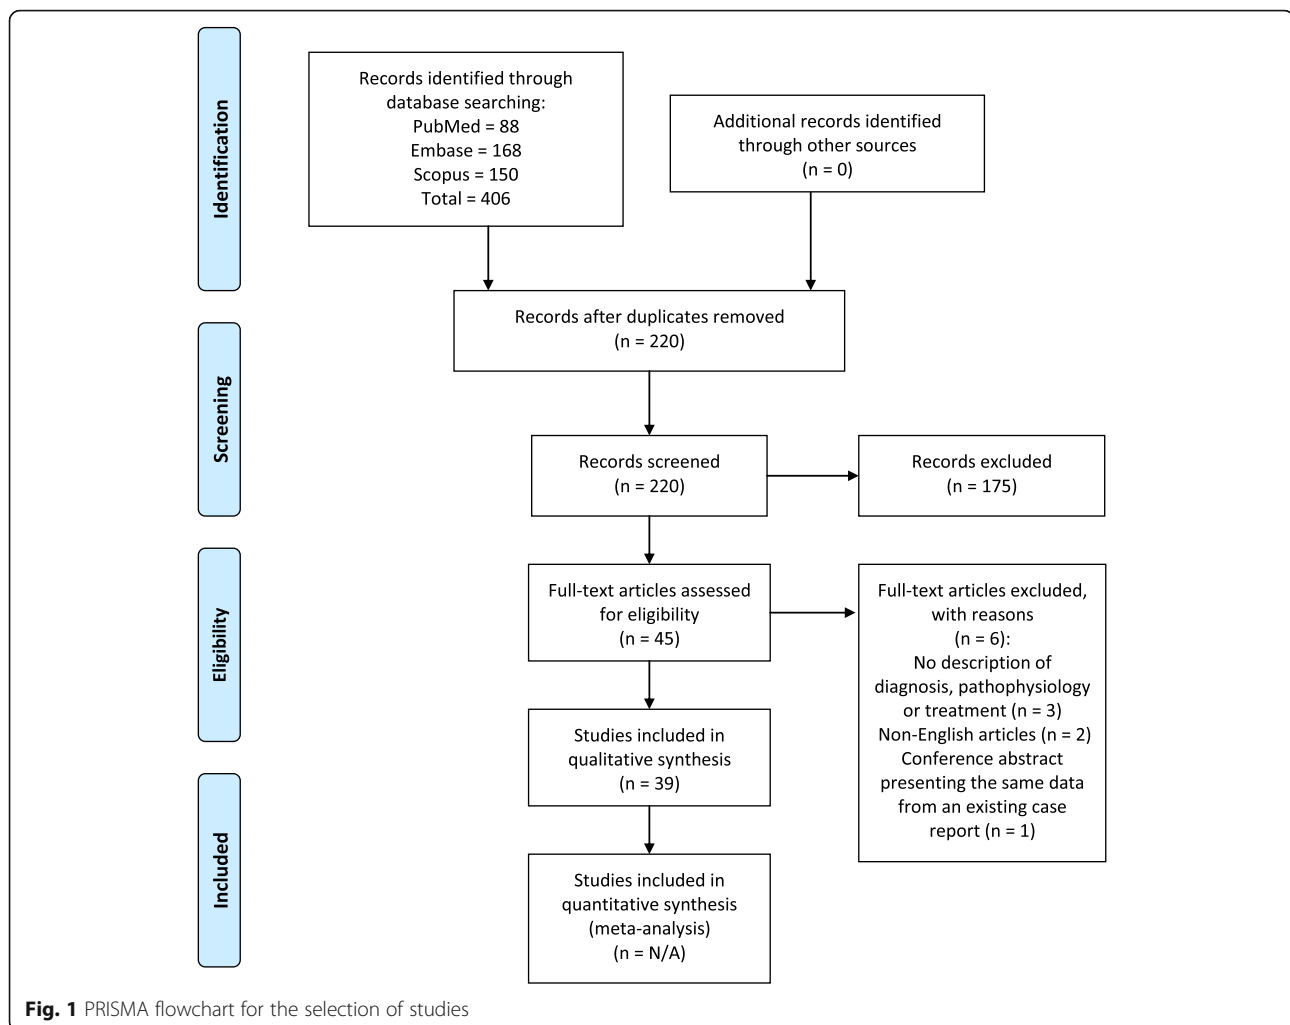 Identification
Records identified through
database searching:
PubMed = 88
Embase = 168
Scopus = 150
Total = 406
Additional records identified
through other sources
(n = 0)
Records after duplicates removed
(n = 220)
Screening
Records screened
(n = 220)
Records excluded
(n = 175)
Eligibility
Full-text articles assessed
for eligibility
(n = 45)
Full-text articles excluded,
with reasons
(n = 6):
No description of
diagnosis, pathophysiology
or treatment (n = 3)
Non-English articles (n = 2)
Conference abstract
presenting the same data
from an existing case
report (n = 1)
Studies included in
qualitative synthesis
(n = 39)
Included
Studies included in
quantitative synthesis
(meta-analysis)
(n = N/A)
Fig. 1 PRISMA flowchart for the selection of studies